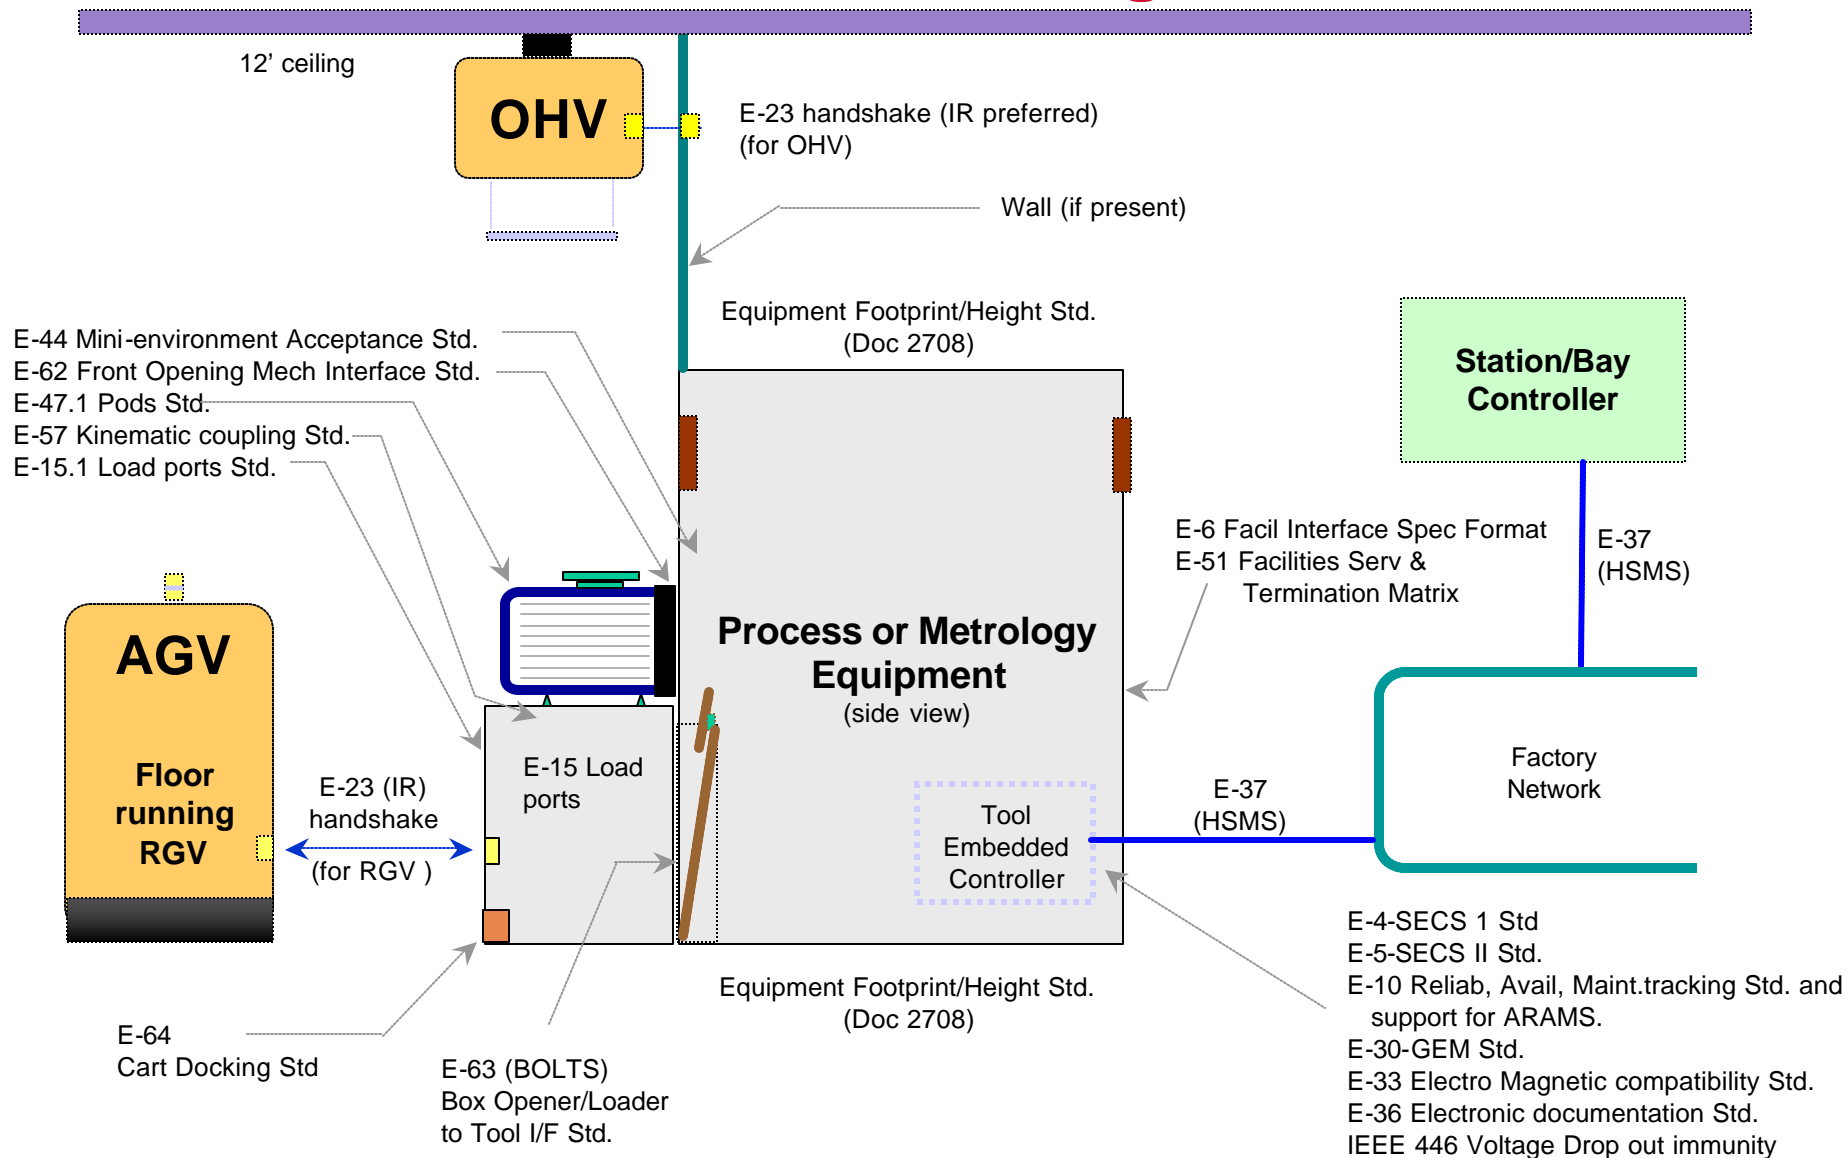 12’ ceiling
OHV
E-23 handshake (IR preferred)
(for OHV)
Wall (if present)
Equipment Footprint/Height Std.
(Doc 2708)
E-44 Mini-environment Acceptance Std.
E-62 Front Opening Mech Interface Std.
E-47.1 Pods Std.
E-57 Kinematic coupling Std.
E-15.1 Load ports Std.
Station/Bay
Controller
E-6 Facil Interface Spec Format
E-51 Facilities Serv &
Termination Matrix
E-37
(HSMS)
AGV
Floor
running
RGV
E-23 (IR)
handshake
(for RGV )
E-15 Load
ports
Process or Metrology
Equipment
(side view)
Tool
Embedded
Controller
E-37
(HSMS)
Factory
Network
E-64
Cart Docking Std
E-63 (BOLTS)
Box Opener/Loader
to Tool I/F Std.
Equipment Footprint/Height Std.
(Doc 2708)
E-4-SECS 1 Std
E-5-SECS II Std.
E-10 Reliab, Avail, Maint.tracking Std. and
support for ARAMS.
E-30-GEM Std.
E-33 Electro Magnetic compatibility Std.
E-36 Electronic documentation Std.
IEEE 446 Voltage Drop out immunity